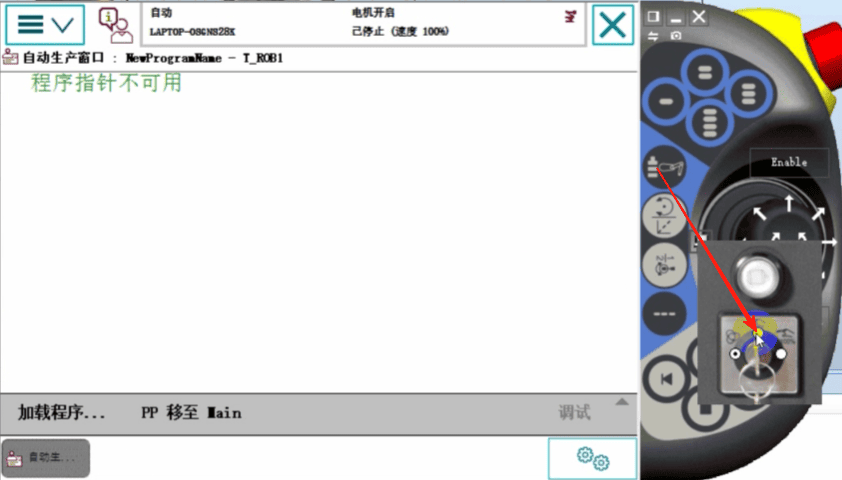 自动
LAPTOP-OSGNS28K
电机开启
己停止 (速度 100%)
自动生产窗口 : NewProgramName - T_ROB1
程序指针不可用
Enable
加载程序... PP 移至 Main 调试
自动生...